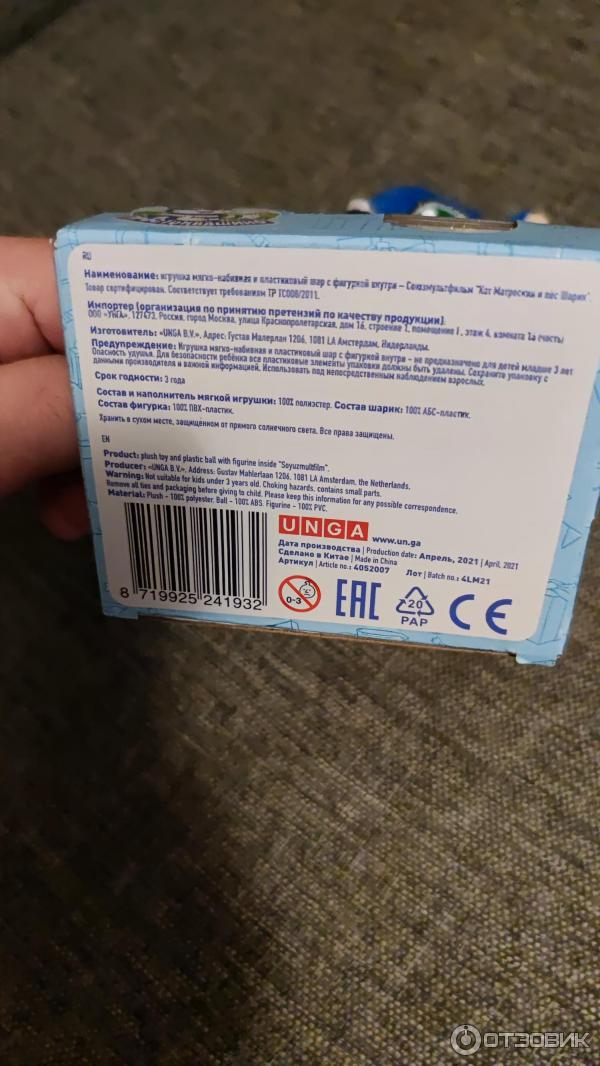 RU
Наименование: игрушка мягко-набивная и пластиковый шар с фигуркой внутри – Союзмультфильм "Кот Матроскин и пёс Шарик".
Товар сертифицирован. Соответствует требованиям ТР ТС008/2011.
Импортер (организация по принятию претензий по качеству продукции):
ООО «УНГА», 127473, Россия, город Москва, улица Краснопролетарская, дом 16, строение 2, помещение I, этаж 4, комната 1а (часть)
Изготовитель: «UNGA B.V.», Адрес: Густав Малерлан 1206, 1081 LA Амстердам, Нидерланды.
Предупреждение: Игрушка мягко-набивная и пластиковый шар с фигуркой внутри – не предназначено для детей младше 3 лет
Опасность удушья. Для безопасности ребёнка все пластиковые элементы упаковки должны быть удалены. Сохраните упаковку с
данными производителя и важной информацией. Использовать под непосредственным наблюдением взрослых.
Срок годности: 3 года
Состав и наполнитель мягкой игрушки: 100% полиэстер. Состав шарик: 100% АБС-пластик.
Состав фигурка: 100% ПВХ-пластик.
Хранить в сухом месте, защищенном от прямого солнечного света. Все права защищены.
EN
Product: plush toy and plastic ball with figurine inside "Soyuzmultfilm".
Producer: «UNGA B.V.», Address: Gustav Mahlerlaan 1206, 1081 LA Amsterdam, the Netherlands.
Warning: Not suitable for kids under 3 years old. Choking hazards, contains small parts.
Remove all ties and packaging before giving to child. Please keep this information for any possible correspondence.
Material: Plush – 100% polyester. Ball – 100% ABS. Figurine – 100% PVC.
UNGA www.un.ga
Дата производства | Production date: Апрель, 2021 | April, 2021
Сделано в Китае | Made in China
Артикул | Article no.: 4052007 Лот | Batch no.: 4LM21
8 719925 241932
0-3
EAC
20
PAP
CE
ОТЗОВИК